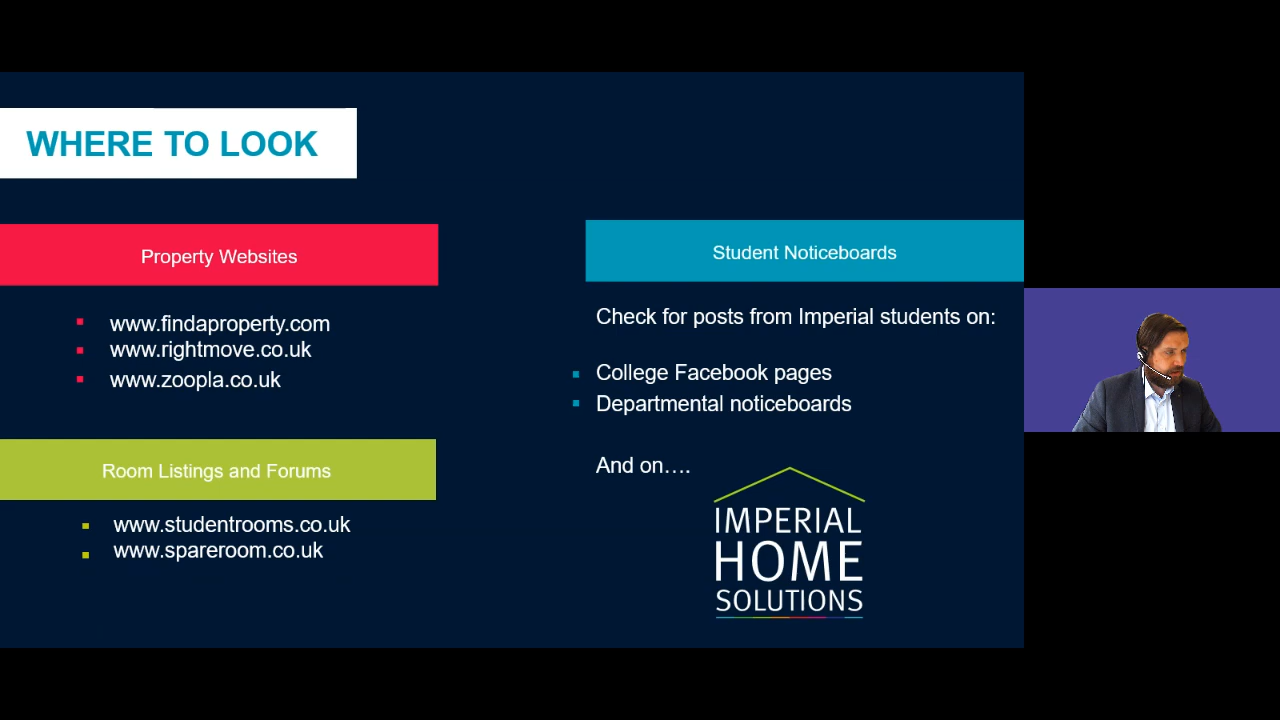 WHERE TO LOOK
Property Websites
www.findaproperty.com
www.rightmove.co.uk
www.zoopla.co.uk
Room Listings and Forums
www.studentrooms.co.uk
www.spareroom.co.uk
Student Noticeboards
Check for posts from Imperial students on:
College Facebook pages
Departmental noticeboards
And on....
IMPERIAL
HOME
SOLUTIONS